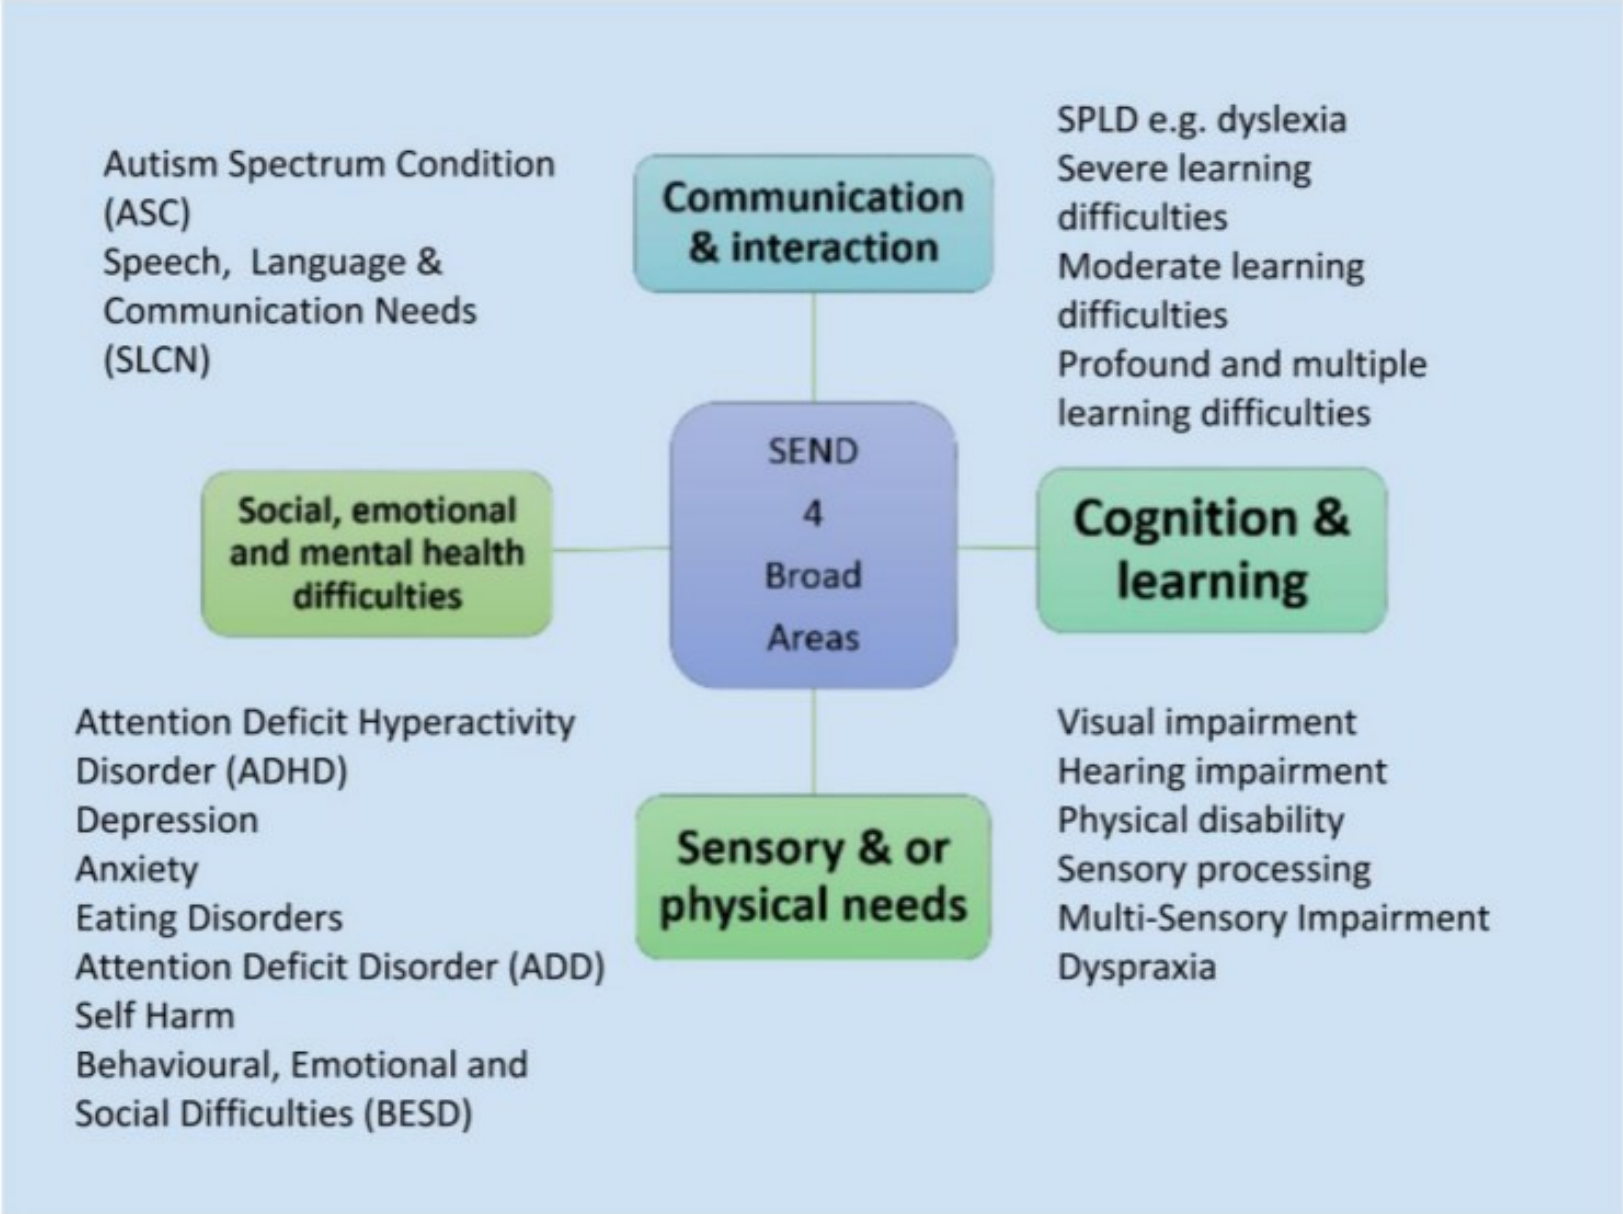 Autism Spectrum Condition
(ASC)
Speech, Language &
Communication Needs
(SLCN)
Communication
& interaction
SPLD e.g. dyslexia
Severe learning
difficulties
Moderate learning
difficulties
Profound and multiple
learning difficulties
Social, emotional
and mental health
difficulties
SEND
4
Broad
Areas
Cognition &
learning
Attention Deficit Hyperactivity
Disorder (ADHD)
Depression
Anxiety
Eating Disorders
Attention Deficit Disorder (ADD)
Self Harm
Behavioural, Emotional and
Social Difficulties (BESD)
Sensory & or
physical needs
Visual impairment
Hearing impairment
Physical disability
Sensory processing
Multi-Sensory Impairment
Dyspraxia